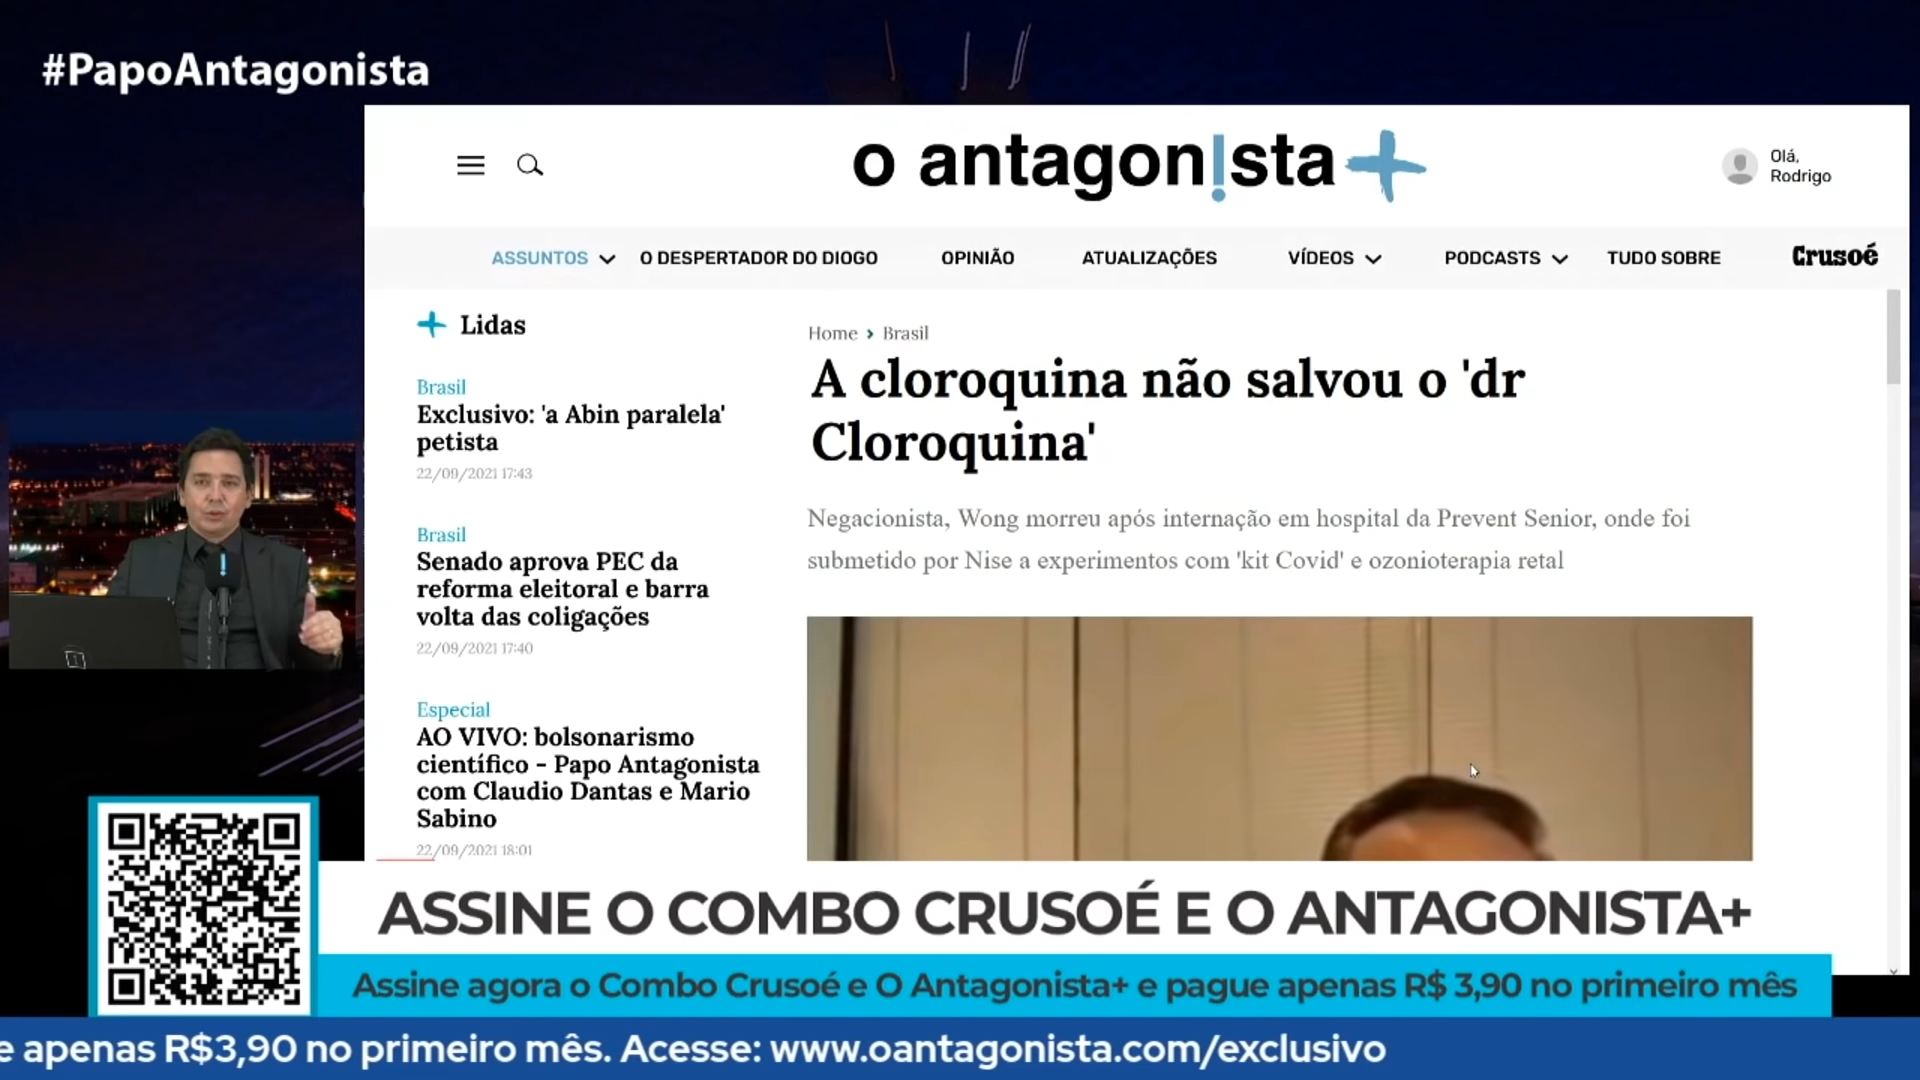 #PapoAntagonista
o antagon!sta+
Olá,
Rodrigo
ASSUNTOS
O DESPERTADOR DO DIOGO
OPINIÃO
ATUALIZAÇÕES
VÍDEOS
PODCASTS
TUDO SOBRE
Crusoé
+ Lidas
Brasil
Exclusivo: 'a Abin paralela'
petista
22/09/2021 17:43
Brasil
Senado aprova PEC da
reforma eleitoral e barra
volta das coligações
22/09/2021 17:40
Especial
AO VIVO: bolsonarismo
científico - Papo Antagonista
com Claudio Dantas e Mario
Sabino
22/09/2021 18:01
Home › Brasil
A cloroquina não salvou o 'dr
Cloroquina'
Negacionista, Wong morreu após internação em hospital da Prevent Senior, onde foi
submetido por Nise a experimentos com 'kit Covid' e ozonioterapia retal
ASSINE O COMBO CRUSOÉ E O ANTAGONISTA+
Assine agora o Combo Crusoé e O Antagonista+ e pague apenas R$ 3,90 no primeiro mês
e apenas R$3,90 no primeiro mês. Acesse: www.oantagonista.com/exclusivo